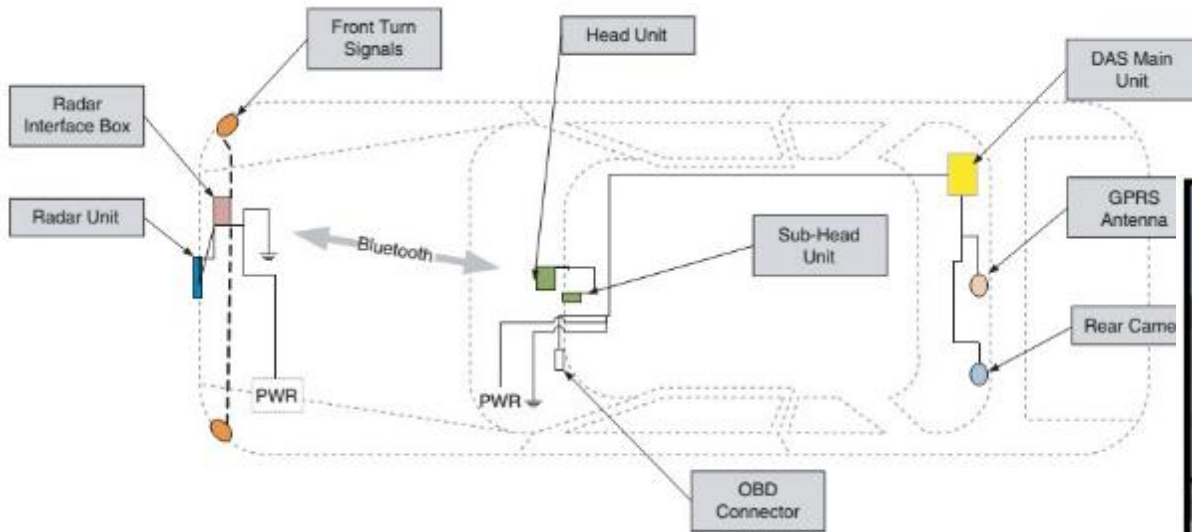 Front Turn
Signals
Head Unit
DAS Main
Unit
Radar
Interface Box
Radar Unit
GPRS
Antenna
Bluetooth
Sub-Head
Unit
Rear Came
PWR
PWR
OBD
Connector